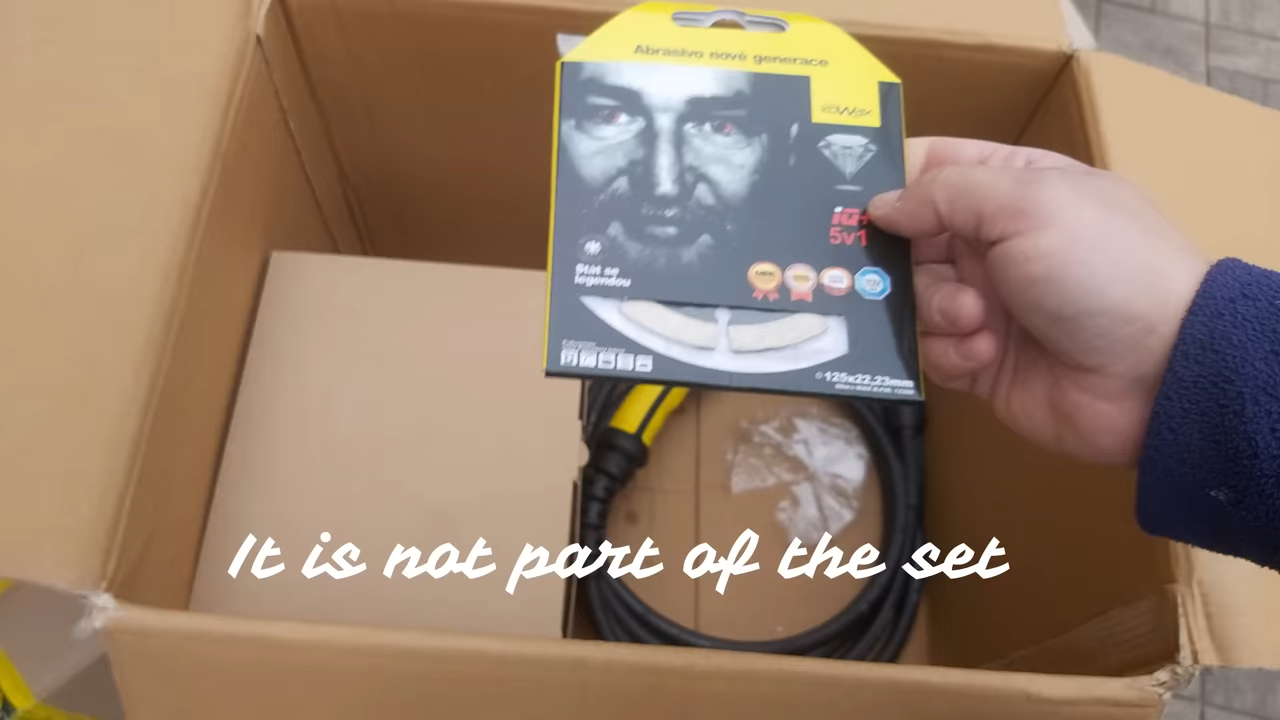 Abrasivo nové generace
iQ+
5v1
Stát se
legendou
125x22,23mm
It is not part of the set